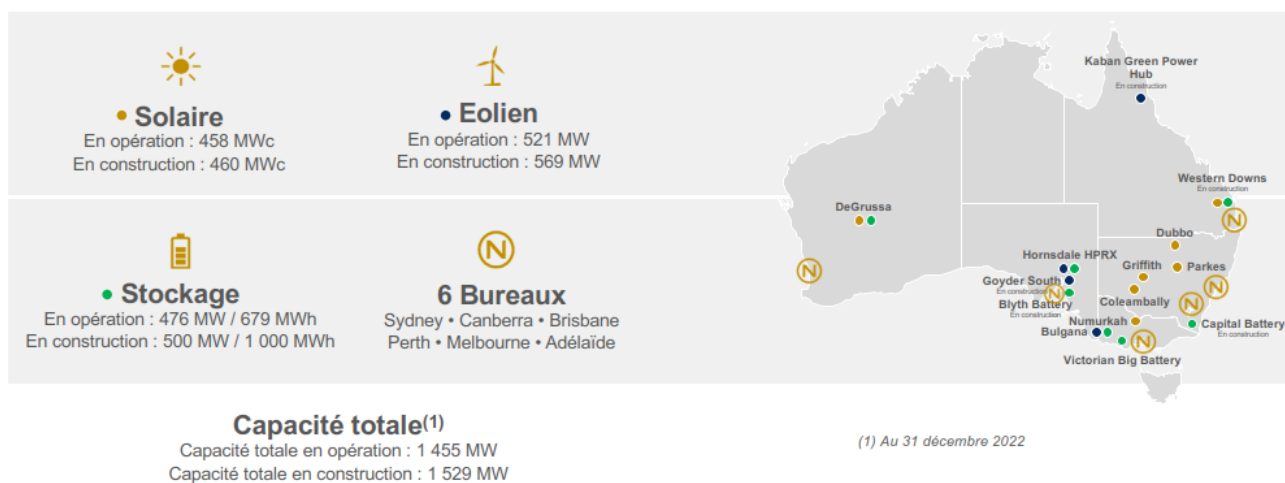 • Solaire
En opération : 458 MWc
En construction : 460 MWc
• Eolien
En opération : 521 MW
En construction : 569 MW
• Stockage
En opération : 476 MW / 679 MWh
En construction : 500 MW / 1 000 MWh
N
6 Bureaux
Sydney • Canberra • Brisbane
Perth • Melbourne • Adélaïde
Kaban Green Power
Hub
En construction
Western Downs
En construction
N
DeGrussa
N
Dubbo
Hornsdale HPRX
Griffith
Parkes
Goyder South
En construction
N
Coleambally
N
N
Blyth Battery
En construction
Numurkah
Capital Battery
En construction
Bulgana
N
Victorian Big Battery
Capacité totale(1)
Capacité totale en opération : 1 455 MW
Capacité totale en construction : 1 529 MW
(1) Au 31 décembre 2022